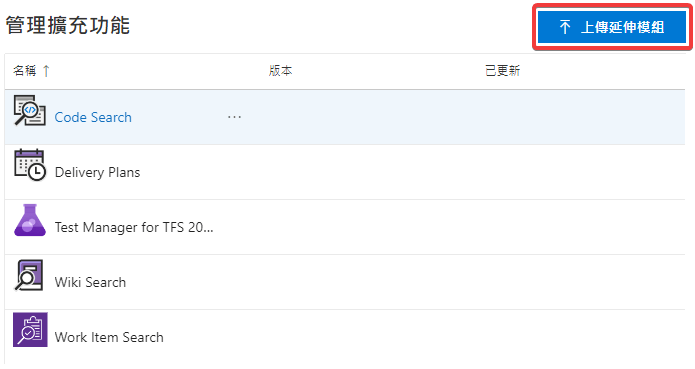 管理擴充功能
上傳延伸模組
名稱 ↑ 版本 已更新
Code Search ...
Delivery Plans
Test Manager for TFS 20...
Wiki Search
Work Item Search